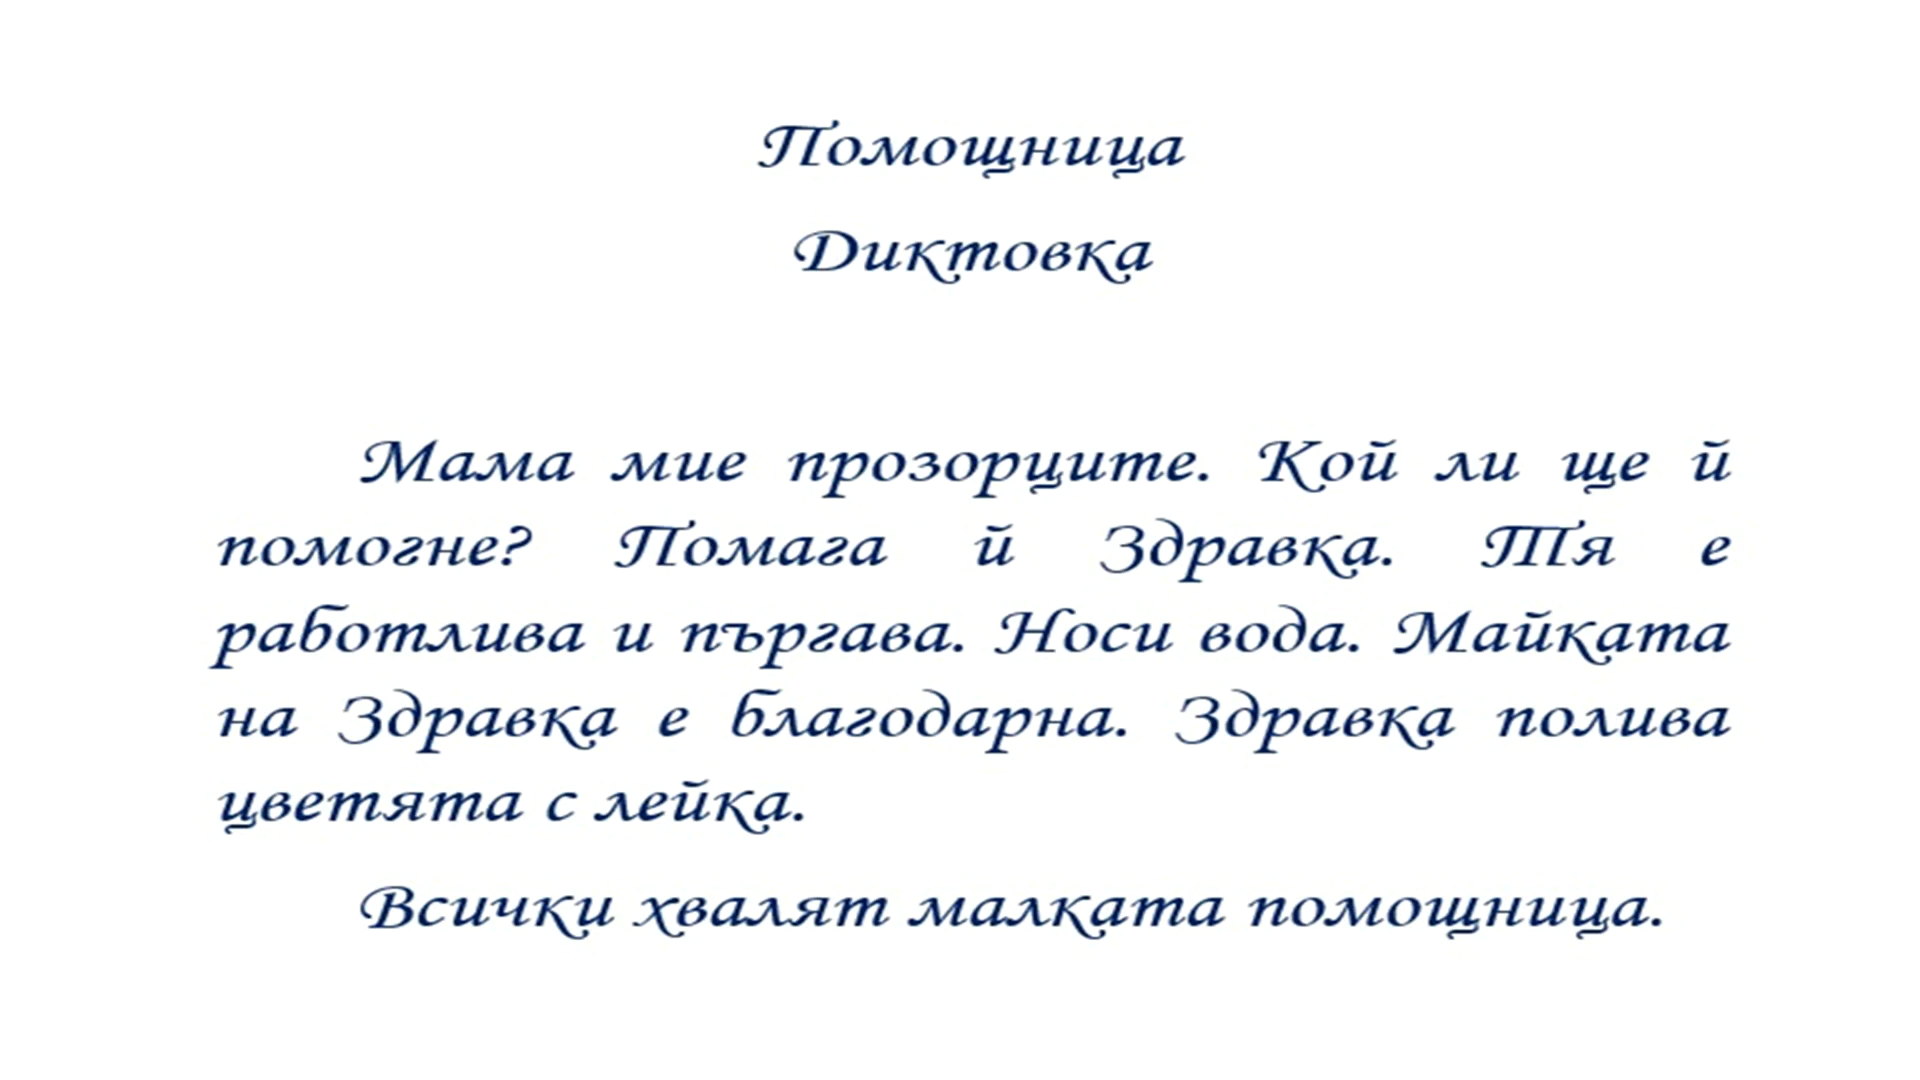 Помощница
Диктовка
Мама мие прозорците. Кой ли ще й
помогне? Помага й Здравка. Тя е
работлива и пъргава. Носи вода. Майката
на Здравка е благодарна. Здравка полива
цветята с лейка.
Всички хвалят малката помощница.